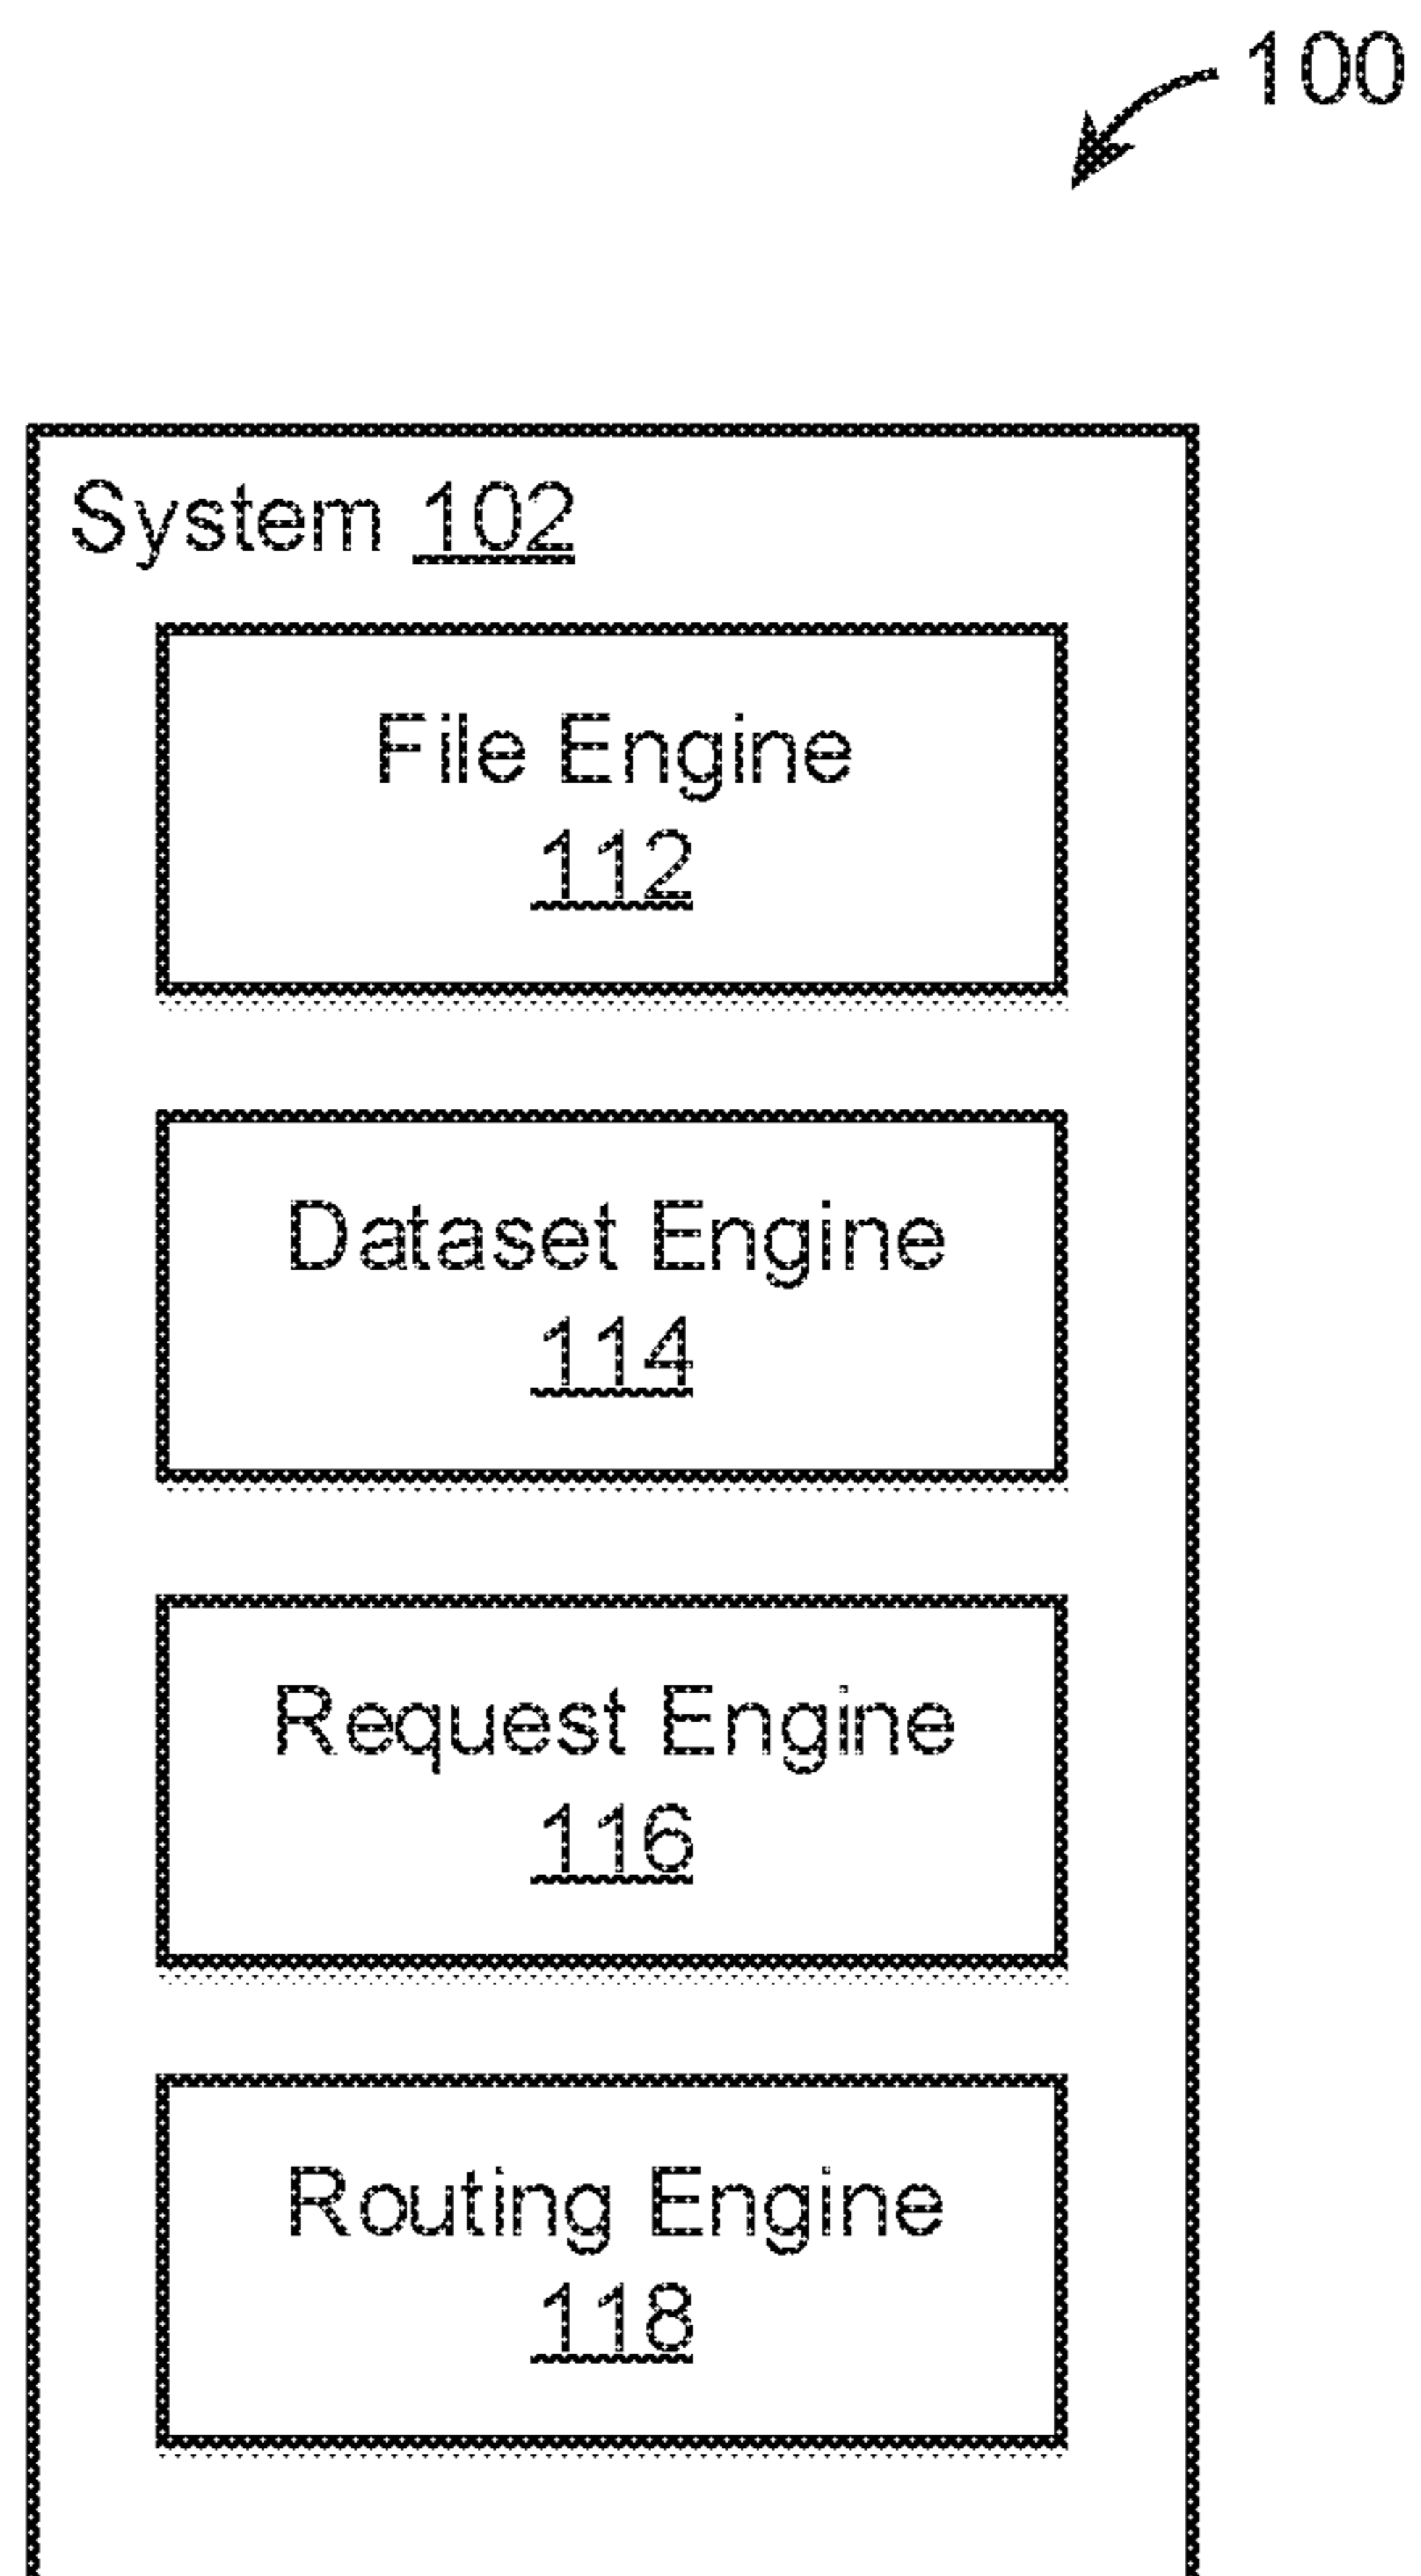 100
System 102
File Engine
112
Dataset Engine
114
Request Engine
116
Routing Engine
118